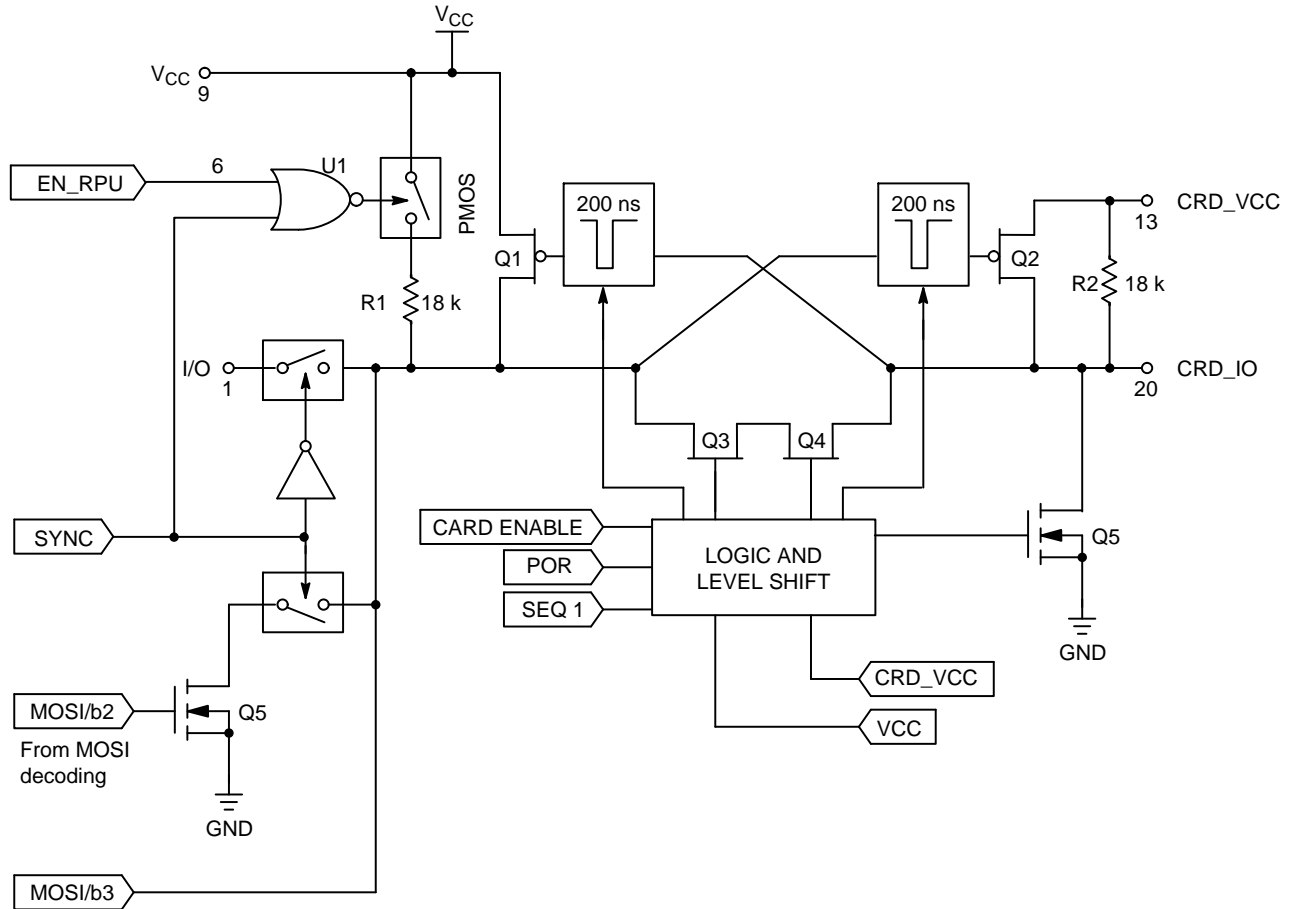 VCC
VCC
9
EN_RPU
6
U1
PMOS
200 ns
200 ns
CRD_VCC
13
Q1
Q2
R1
18 k
R2
18 k
I/O
1
CRD_IO
20
Q3
Q4
SYNC
CARD ENABLE
POR
SEQ 1
LOGIC AND
LEVEL SHIFT
Q5
GND
CRD_VCC
VCC
MOSI/b2
Q5
From MOSI
decoding
GND
MOSI/b3